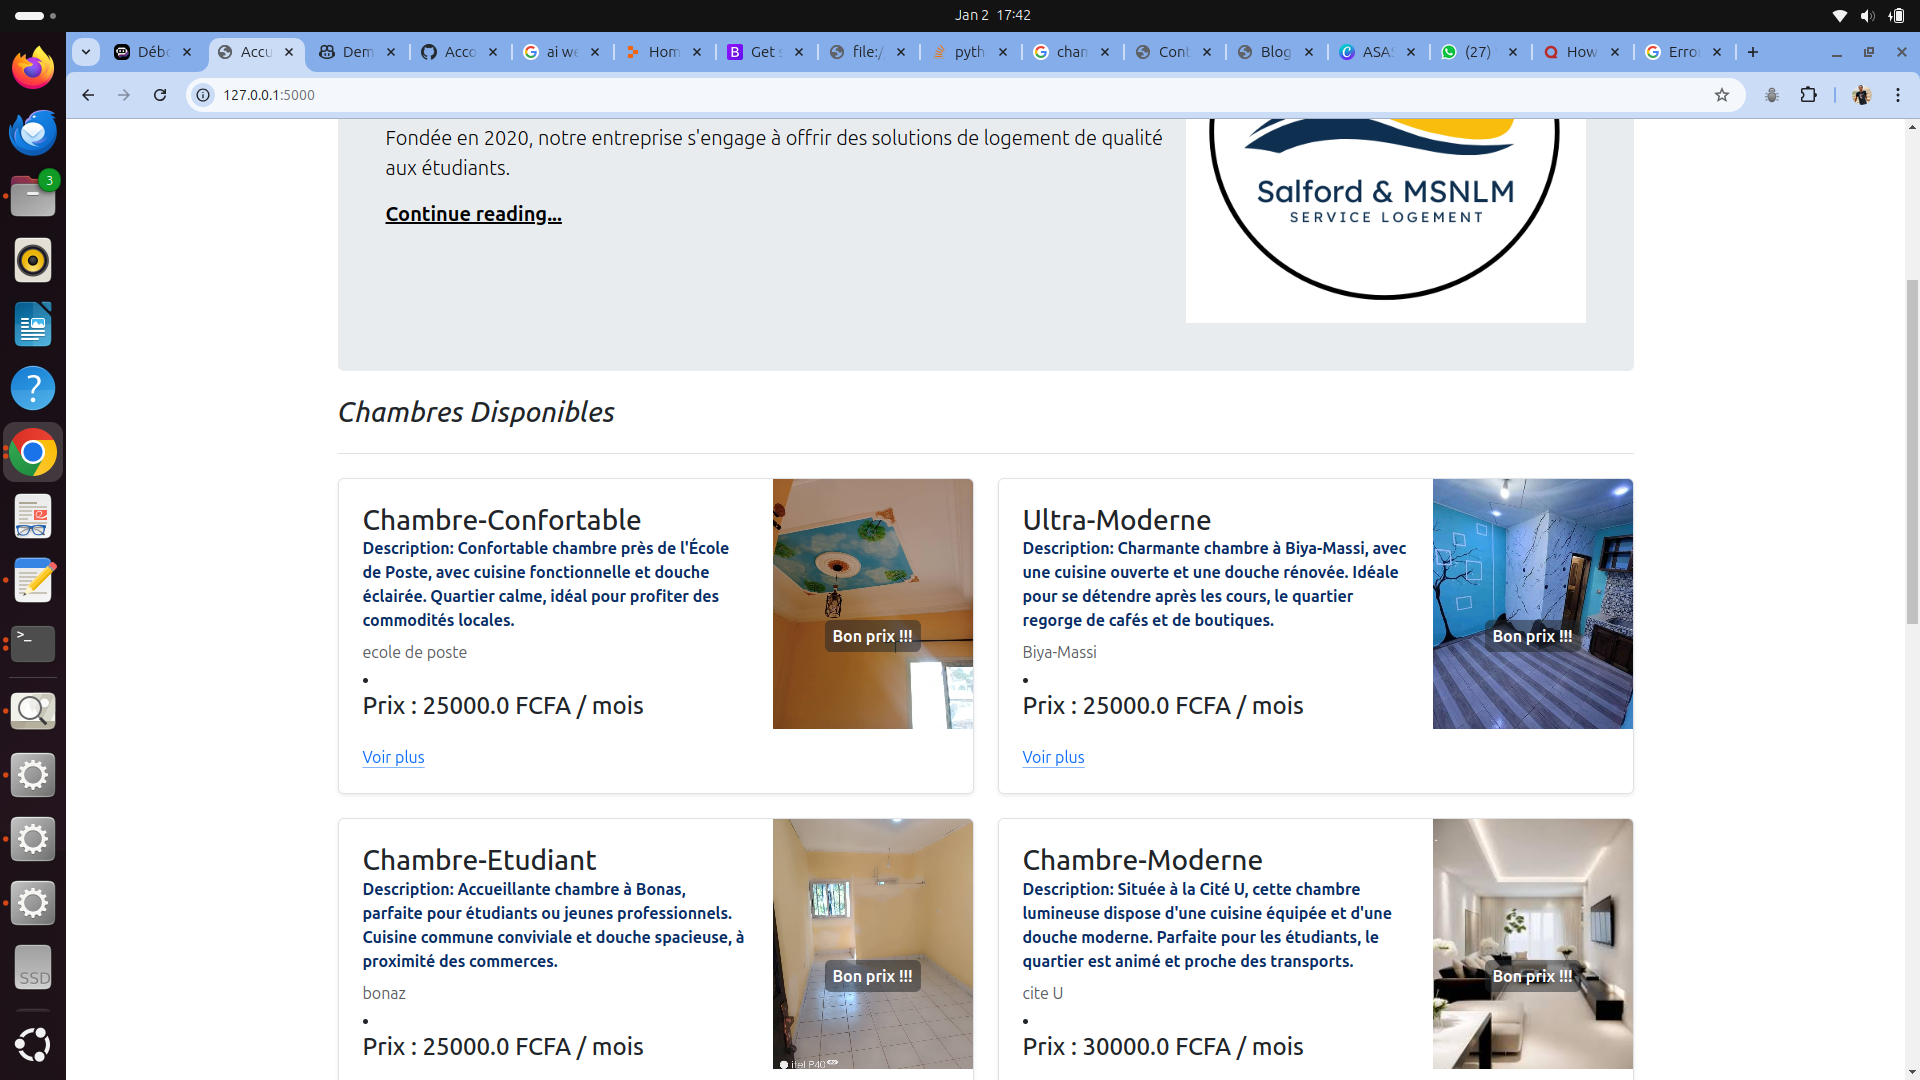 Jan 2 17:42
Débo
Accu
Dem
Acco
ai we
Hom
Get s
file:/
pyth
chan
Cont
Blog
ASAS
(27)
How
Erro
127.0.0.1:5000
3
Fondée en 2020, notre entreprise s'engage à offrir des solutions de logement de qualité
aux étudiants.
Continue reading...
Salford & MSNLM
SERVICE LOGEMENT
Chambres Disponibles
Chambre-Confortable
Description: Confortable chambre près de l'École
de Poste, avec cuisine fonctionnelle et douche
éclairée. Quartier calme, idéal pour profiter des
commodités locales.
ecole de poste
Prix : 25000.0 FCFA / mois
Voir plus
Bon prix !!!
Ultra-Moderne
Description: Charmante chambre à Biya-Massi, avec
une cuisine ouverte et une douche rénovée. Idéale
pour se détendre après les cours, le quartier
regorge de cafés et de boutiques.
Biya-Massi
Prix : 25000.0 FCFA / mois
Voir plus
Bon prix !!!
Chambre-Etudiant
Description: Accueillante chambre à Bonas,
parfaite pour étudiants ou jeunes professionnels.
Cuisine commune conviviale et douche spacieuse, à
proximité des commerces.
bonaz
Prix : 25000.0 FCFA / mois
Bon prix !!!
itel P40
Chambre-Moderne
Description: Située à la Cité U, cette chambre
lumineuse dispose d'une cuisine équipée et d'une
douche moderne. Parfaite pour les étudiants, le
quartier est animé et proche des transports.
cite U
Prix : 30000.0 FCFA / mois
Bon prix !!!
SSD